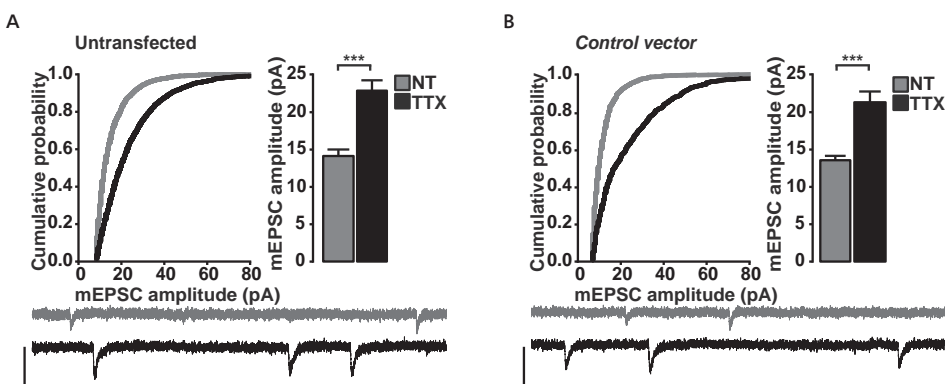 A
Untransfected
Cumulative probability
1.0
0.8
0.6
0.4
0.2
0.0
0 20 40 60 80
mEPSC amplitude (pA)
mEPSC amplitude (pA)
25
20
15
10
5
0
***
NT
TTX
B
Control vector
Cumulative probability
1.0
0.8
0.6
0.4
0.2
0.0
0 20 40 60 80
mEPSC amplitude (pA)
mEPSC amplitude (pA)
25
20
15
10
5
0
***
NT
TTX